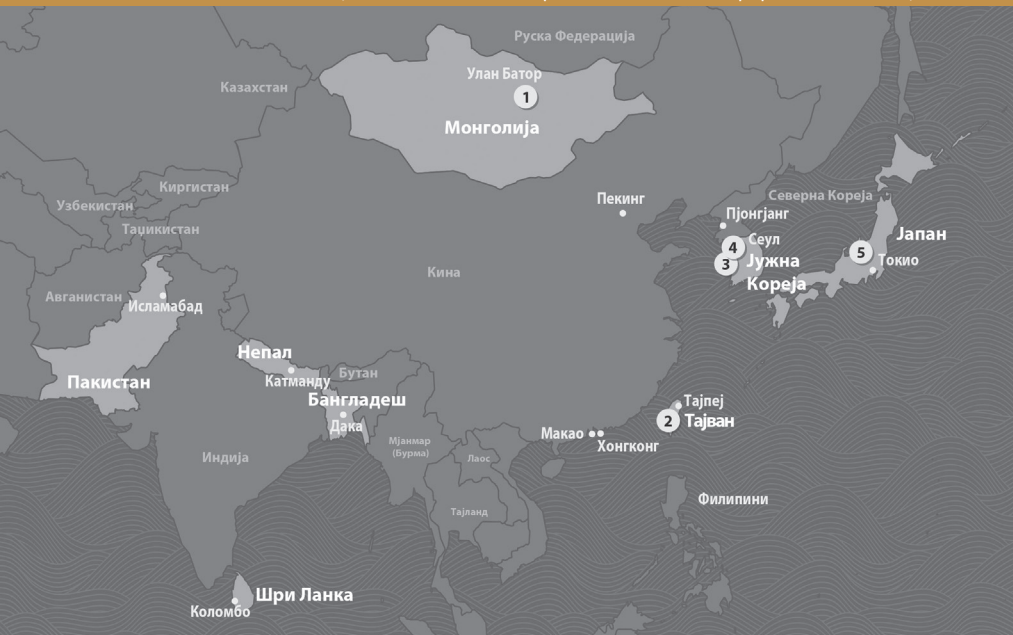 Руска Федерација
Улан Батор
Казахстан
1
Монголија
Киргистан
Пекинг
Северна Кореја
Узбекистан
Пјонгјанг
Таџикистан
Јапан
4
Сеул
5
Токио
3
Јужна
Кореја
Кина
Авганистан
Исламабад
Непал
Катманду
Бутан
Пакистан
Бангладеш
Дака
Тајпеј
2
Тајван
Макао
Хонгконг
Мјанмар
(Бурма)
Лаос
Индија
Филипини
Тајланд
Шри Ланка
Коломбо